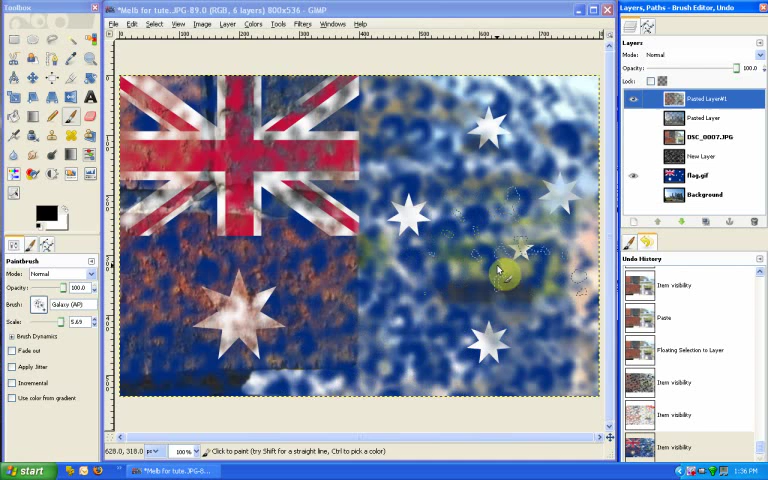 Toolbox
*Melb for tute.JPG-89.0 (RGB, 6 layers) 800x536 - GIMP
File Edit Select View Image Layer Colors Tools Filters Windows Help
Paintbrush
Mode: Normal
Opacity: 100.0
Brush: Galaxy (AP)
Scale: 5.69
Brush Dynamics
Fade out
Apply Jitter
Incremental
Use color from gradient
628.0, 318.0 px 100% Click to paint (try Shift for a straight line, Ctrl to pick a color)
Layers, Paths - Brush Editor, Undo
Layers
Mode: Normal
Opacity: 100.0
Lock:
Pasted Layer#1
Pasted Layer
DSC_0007.JPG
New Layer
flag.gif
Background
Undo History
Item visibility
Paste
Floating Selection to Layer
Item visibility
Item visibility
Item visibility
start
*Melb for tute.JPG-8...
1:36 PM